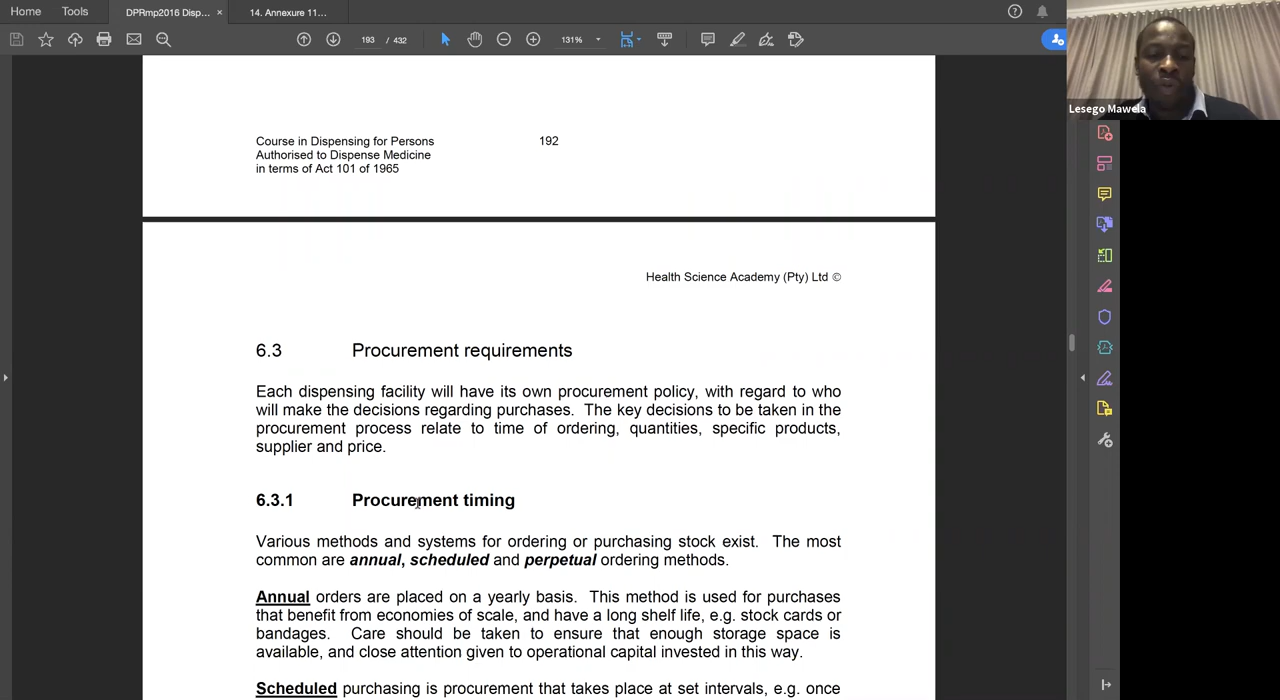 Home Tools DPRmp2016 Disp... × 14. Annexure 11...
193 / 432 131%
Lesego Mawela
Course in Dispensing for Persons 192
Authorised to Dispense Medicine
in terms of Act 101 of 1965
Health Science Academy (Pty) Ltd ©
6.3 Procurement requirements
Each dispensing facility will have its own procurement policy, with regard to who
will make the decisions regarding purchases. The key decisions to be taken in the
procurement process relate to time of ordering, quantities, specific products,
supplier and price.
6.3.1 Procurement timing
Various methods and systems for ordering or purchasing stock exist. The most
common are annual, scheduled and perpetual ordering methods.
Annual orders are placed on a yearly basis. This method is used for purchases
that benefit from economies of scale, and have a long shelf life, e.g. stock cards or
bandages. Care should be taken to ensure that enough storage space is
available, and close attention given to operational capital invested in this way.
Scheduled purchasing is procurement that takes place at set intervals, e.g. once